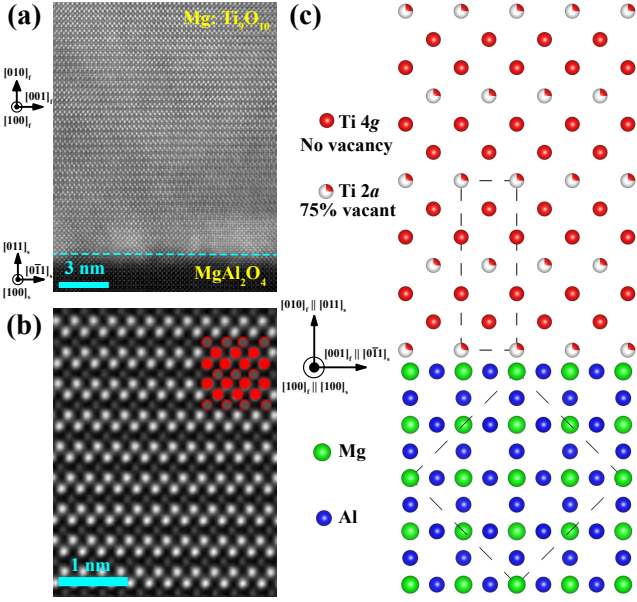 (a)
Mg: Ti₉O₁₀
[010]f
[001]f
[100]f
[011]s
[01̄1]s
[100]s
3 nm
MgAl₂O₄
(b)
1 nm
(c)
Ti 4g
No vacancy
Ti 2a
75% vacant
[010]f || [011]s
[001]f || [01̄1]s
[100]f || [100]s
Mg
Al